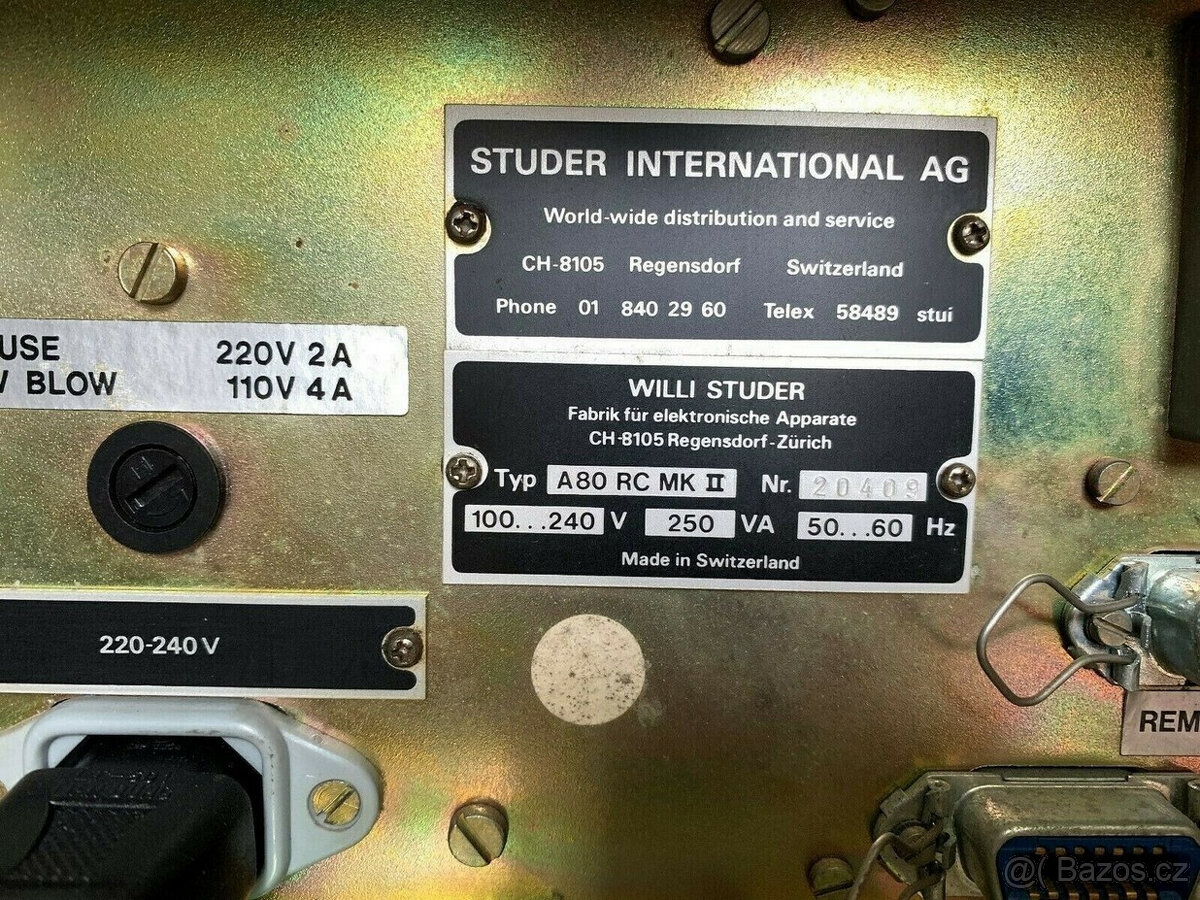 STUDER INTERNATIONAL AG
World-wide distribution and service
CH-8105 Regensdorf Switzerland
Phone 01 840 29 60 Telex 58489 stui
USE 220V 2A
BLOW 110V 4A
WILLI STUDER
Fabrik für elektronische Apparate
CH-8105 Regensdorf-Zürich
Typ A80 RC MK II Nr. 20409
100...240 V 250 VA 50...60 Hz
Made in Switzerland
220-240V
REM
@( Bazos.cz